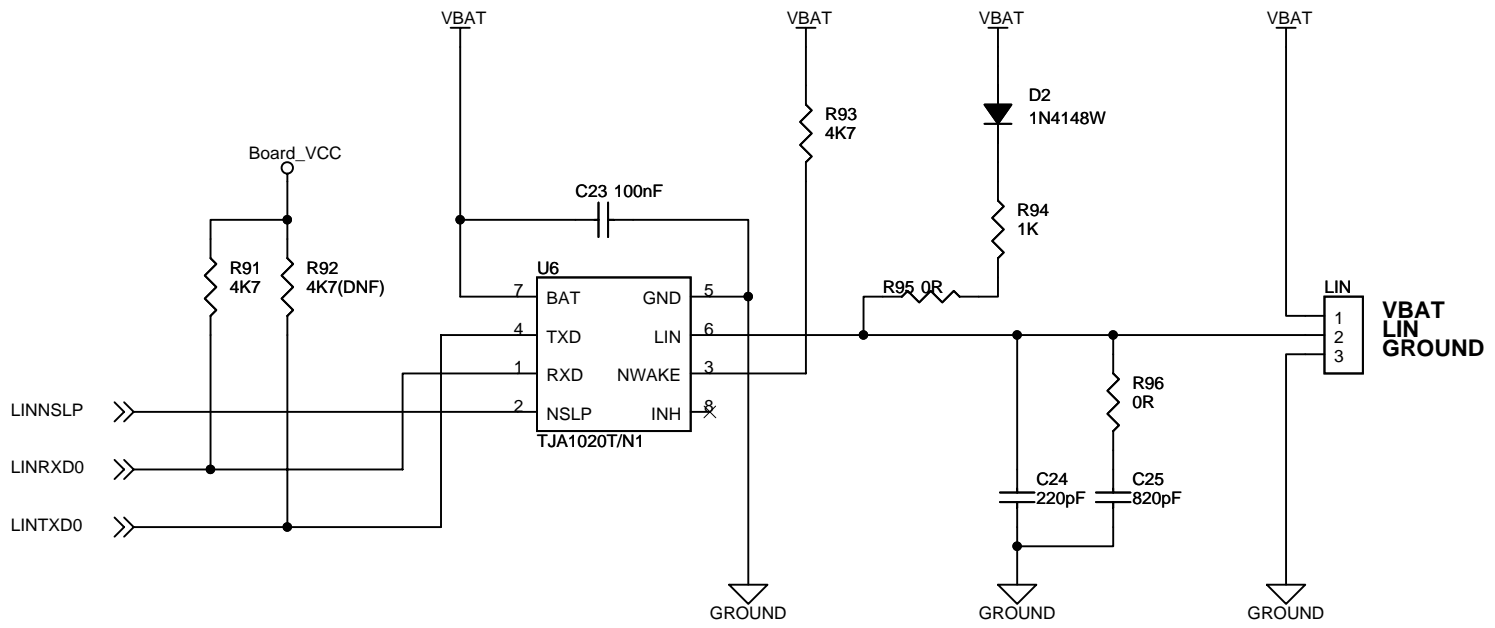 VBAT
VBAT
VBAT
VBAT
D2
1N4148W
R93
4K7
Board_VCC
C23 100nF
R94
1K
R91
4K7
R92
4K7(DNF)
U6
R95 0R
LIN
7
BAT
GND
5
4
TXD
LIN
6
1
RXD
NWAKE
3
2
NSLP
INH
8
TJA1020T/N1
1
2
3
VBAT
LIN
GROUND
R96
0R
LINNSLP
LINRXD0
LINTXD0
C24
220pF
C25
820pF
GROUND
GROUND
GROUND